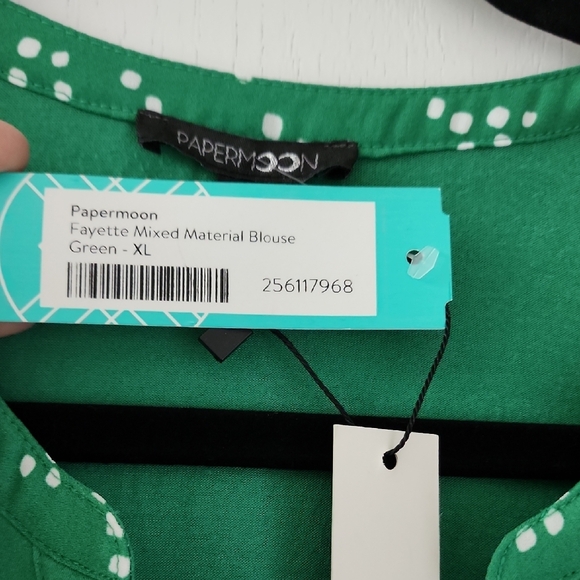 PAPERMOON
Papermoon
Fayette Mixed Material Blouse
Green - XL
256117968